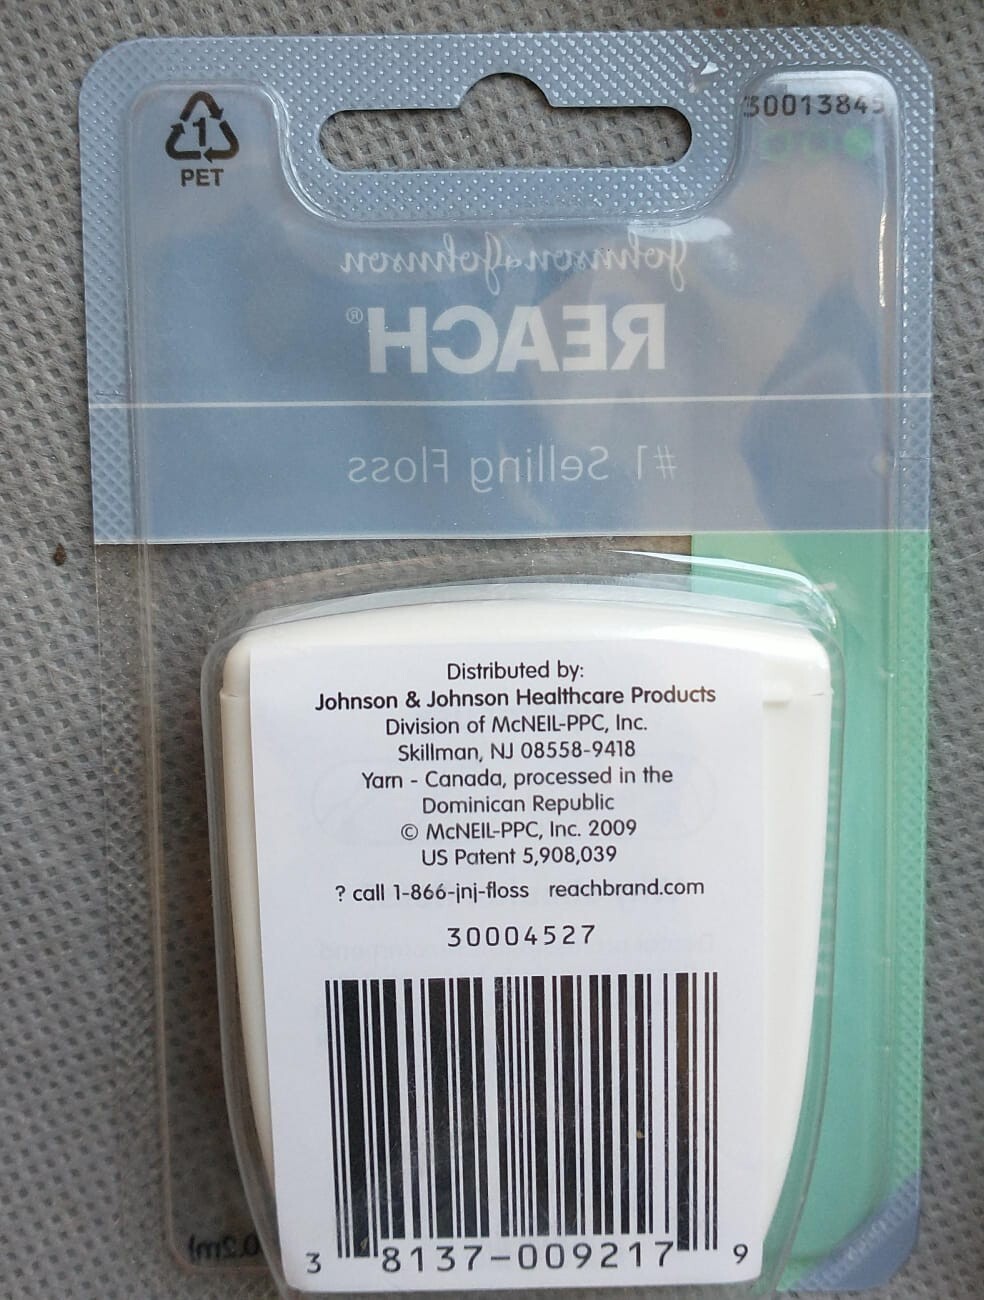 3001384
1
PET
Johnson & Johnson
REACH®
#1 Selling Floss
Distributed by:
Johnson & Johnson Healthcare Products
Division of McNEIL-PPC, Inc.
Skillman, NJ 08558-9418
Yarn - Canada, processed in the
Dominican Republic
© McNEIL-PPC, Inc. 2009
US Patent 5,908,039
? call 1-866-jnj-floss reachbrand.com
30004527
3 8137-009217 9